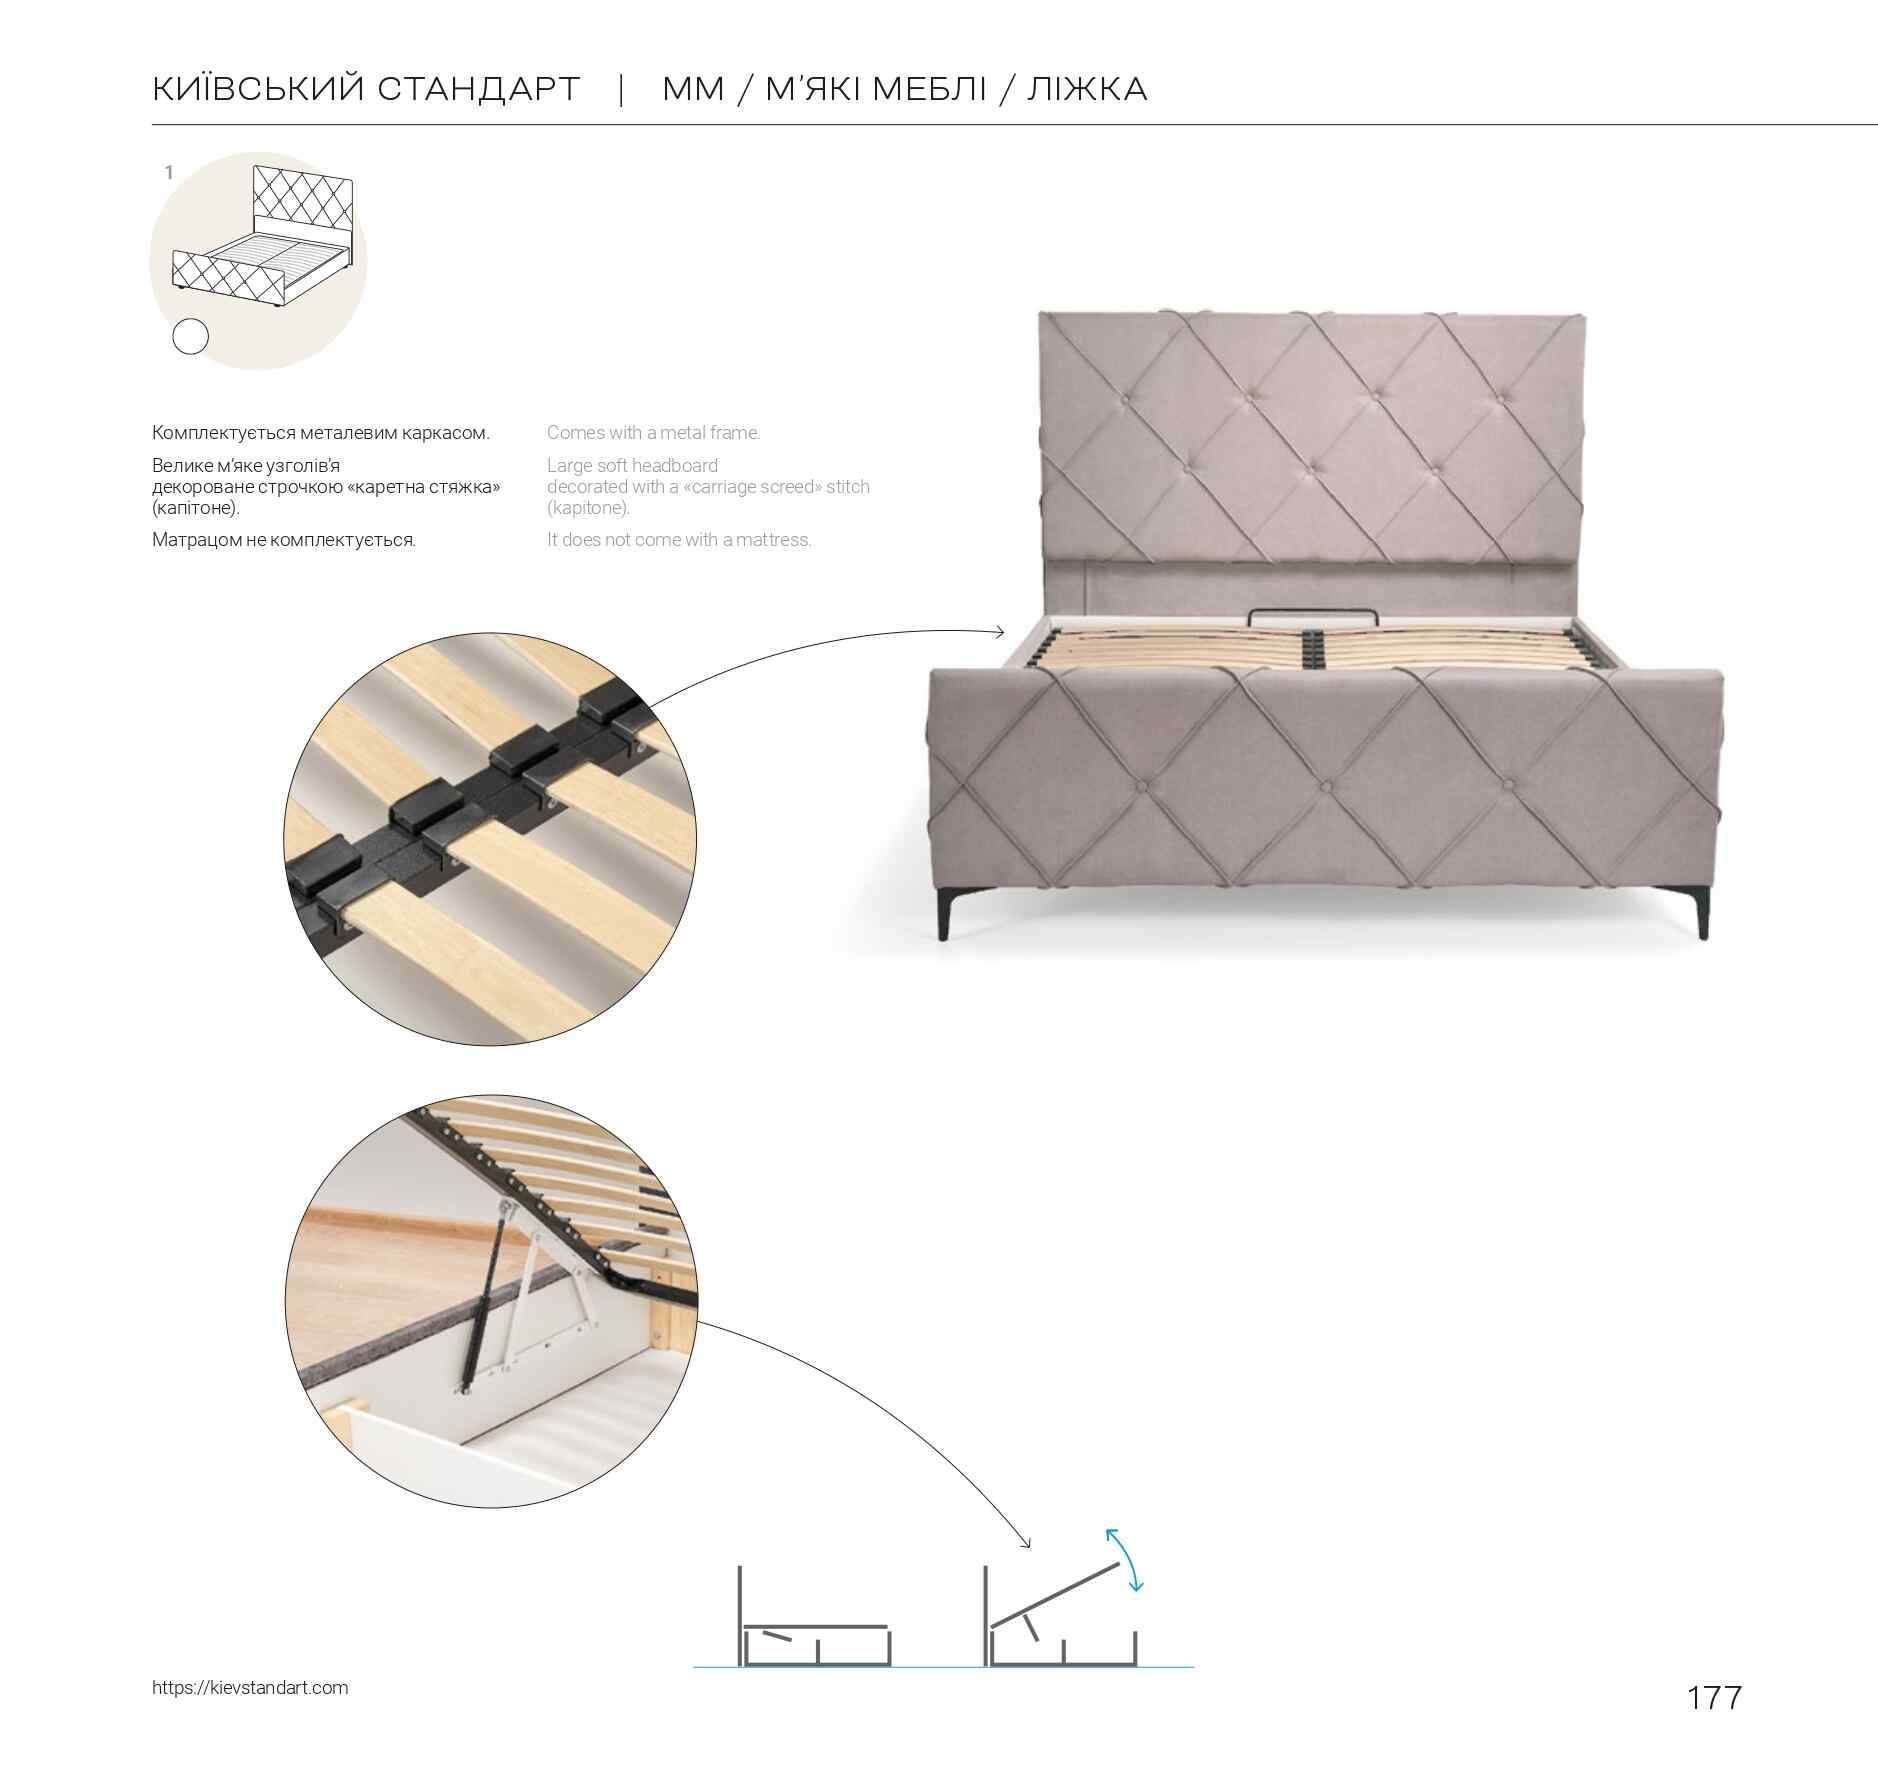 КИЇВСЬКИЙ СТАНДАРТ | ММ / М’ЯКІ МЕБЛІ / ЛІЖКА
1
Комплектується металевим каркасом.
Велике м‘яке узголів’я
декороване строчкою «каретна стяжка»
(капітоне).
Матрацом не комплектується.
Comes with a metal frame.
Large soft headboard
decorated with a «carriage screed» stitch
(kapitone).
It does not come with a mattress.
https://kievstandart.com
177